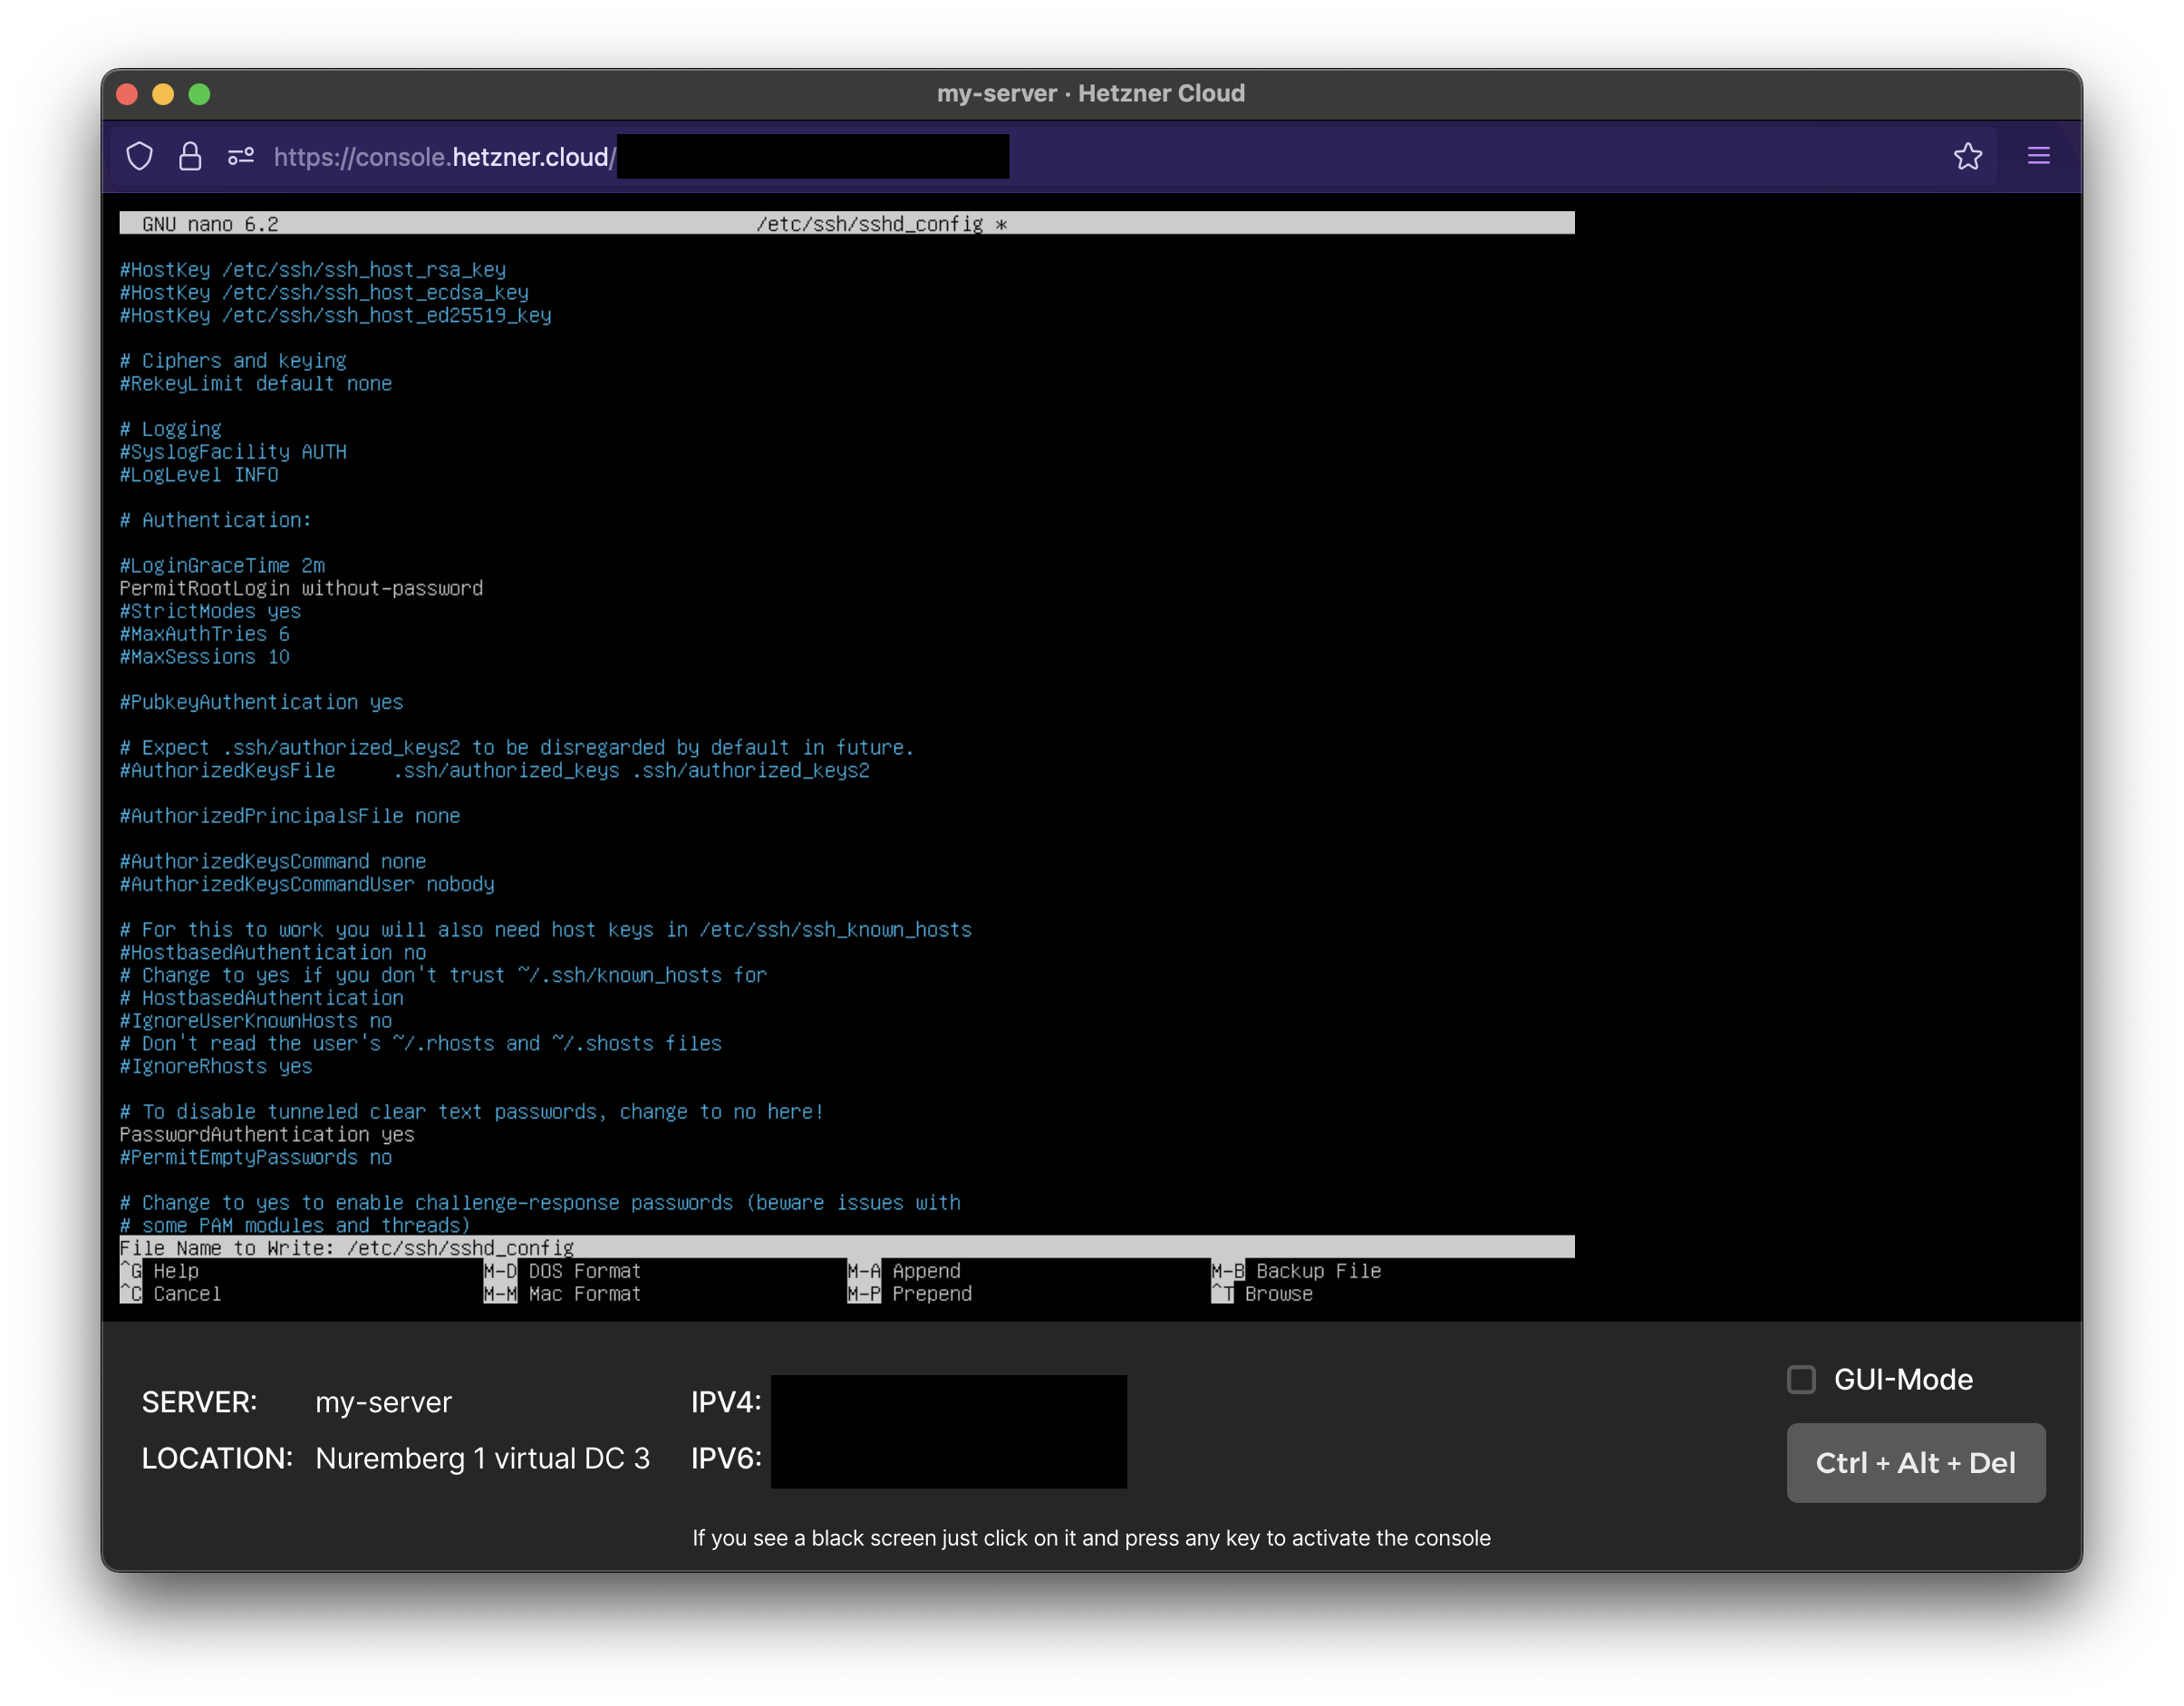 my-server · Hetzner Cloud
https://console.hetzner.cloud/
GNU nano 6.2 /etc/ssh/sshd_config *
#HostKey /etc/ssh/ssh_host_rsa_key
#HostKey /etc/ssh/ssh_host_ecdsa_key
#HostKey /etc/ssh/ssh_host_ed25519_key
# Ciphers and keying
#RekeyLimit default none
# Logging
#SyslogFacility AUTH
#LogLevel INFO
# Authentication:
#LoginGraceTime 2m
PermitRootLogin without-password
#StrictModes yes
#MaxAuthTries 6
#MaxSessions 10
#PubkeyAuthentication yes
# Expect .ssh/authorized_keys2 to be disregarded by default in future.
#AuthorizedKeysFile     .ssh/authorized_keys .ssh/authorized_keys2
#AuthorizedPrincipalsFile none
#AuthorizedKeysCommand none
#AuthorizedKeysCommandUser nobody
# For this to work you will also need host keys in /etc/ssh/ssh_known_hosts
#HostbasedAuthentication no
# Change to yes if you don't trust ~/.ssh/known_hosts for
# HostbasedAuthentication
#IgnoreUserKnownHosts no
# Don't read the user's ~/.rhosts and ~/.shosts files
#IgnoreRhosts yes
# To disable tunneled clear text passwords, change to no here!
PasswordAuthentication yes
#PermitEmptyPasswords no
# Change to yes to enable challenge-response passwords (beware issues with
# some PAM modules and threads)
File Name to Write: /etc/ssh/sshd_config
^G Help M-D DOS Format M-A Append M-B Backup File
^C Cancel M-M Mac Format M-P Prepend ^T Browse
SERVER: my-server IPV4:
LOCATION: Nuremberg 1 virtual DC 3 IPV6:
GUI-Mode
Ctrl + Alt + Del
If you see a black screen just click on it and press any key to activate the console